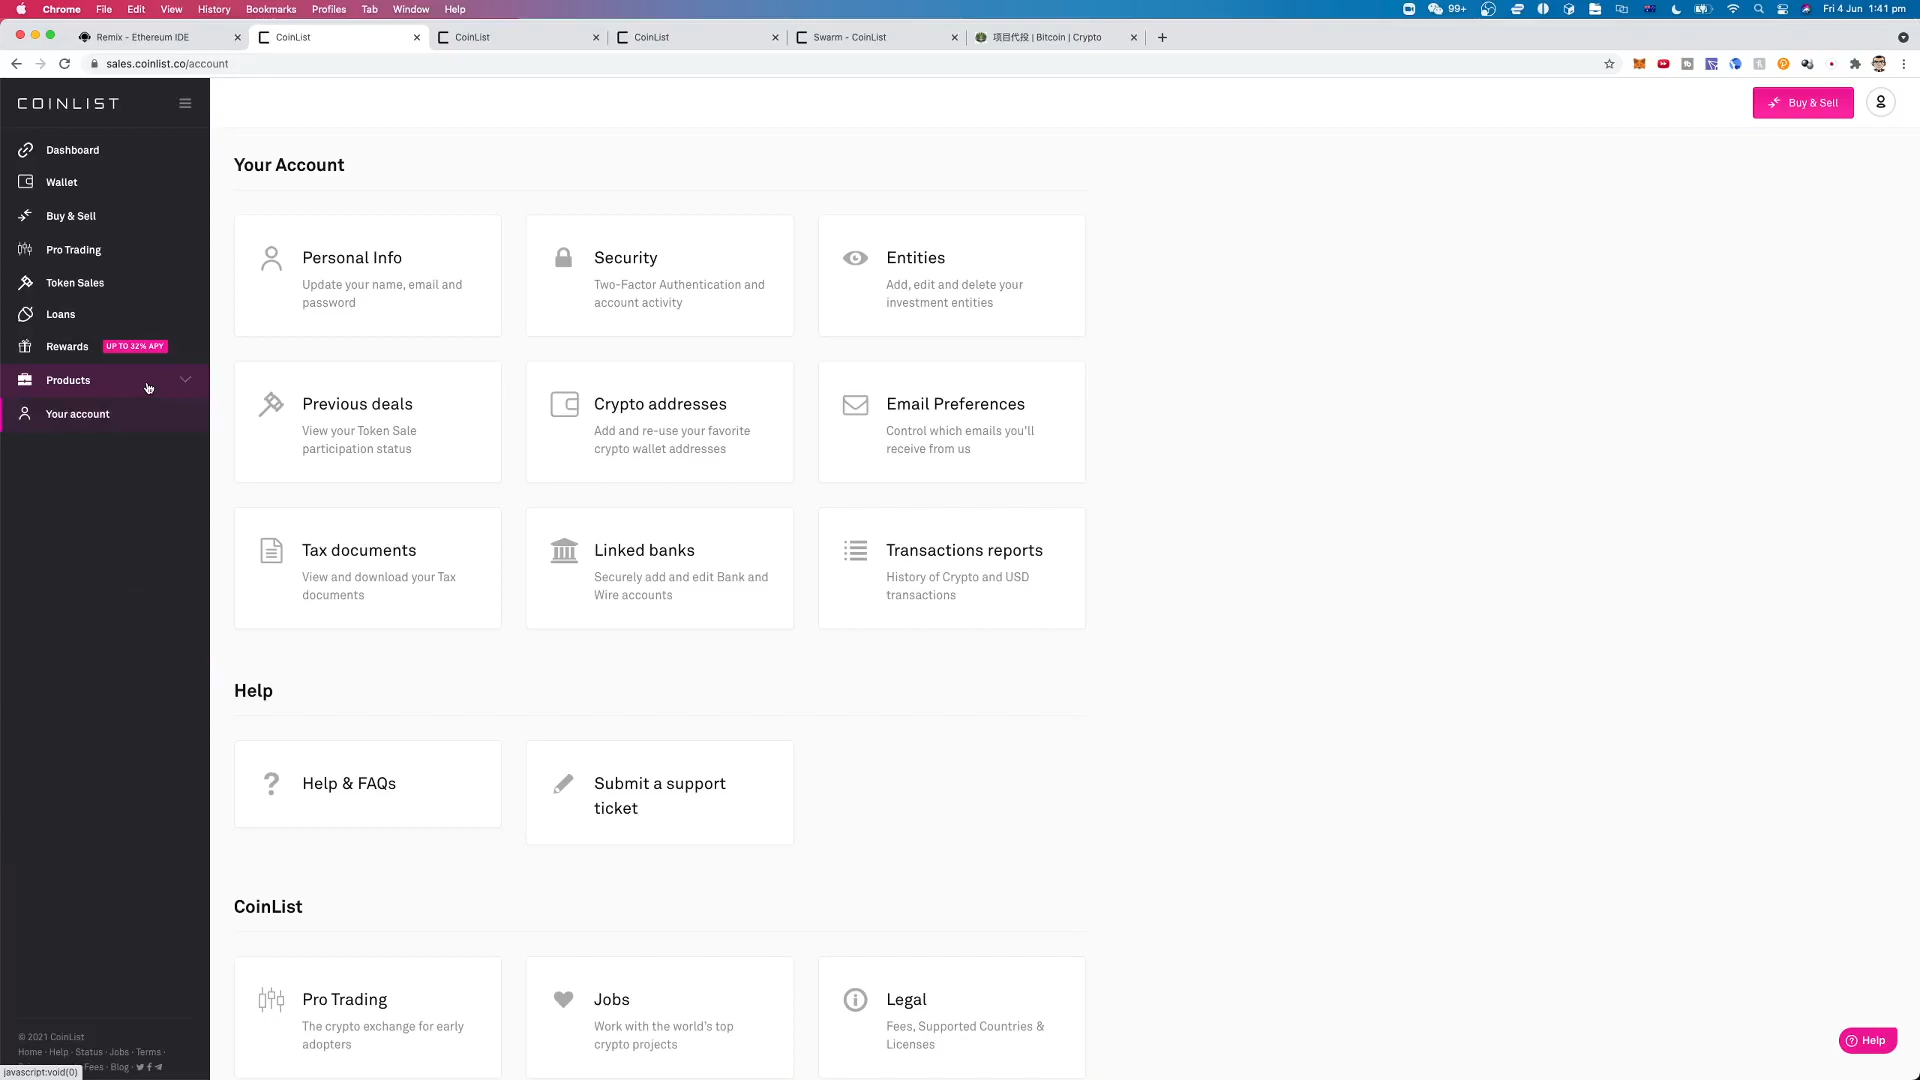 Chrome File Edit View History Bookmarks Profiles Tab Window Help 99+ Fri 4 Jun 1:41 pm
Remix - Ethereum IDE CoinList CoinList CoinList Swarm - CoinList 项目代投 | Bitcoin | Crypto
sales.coinlist.co/account
COINLIST
Buy & Sell
Dashboard
Wallet
Buy & Sell
Pro Trading
Token Sales
Loans
Rewards UP TO 32% APY
Products
Your account
Your Account
Personal Info
Update your name, email and
password
Security
Two-Factor Authentication and
account activity
Entities
Add, edit and delete your
investment entities
Previous deals
View your Token Sale
participation status
Crypto addresses
Add and re-use your favorite
crypto wallet addresses
Email Preferences
Control which emails you'll
receive from us
Tax documents
View and download your Tax
documents
Linked banks
Securely add and edit Bank and
Wire accounts
Transactions reports
History of Crypto and USD
transactions
Help
Help & FAQs
Submit a support
ticket
CoinList
Pro Trading
The crypto exchange for early
adopters
Jobs
Work with the world's top
crypto projects
Legal
Fees, Supported Countries &
Licenses
© 2021 CoinList
Home · Help · Status · Jobs · Terms ·
Fees · Blog ·
javascript:void(0)
Help